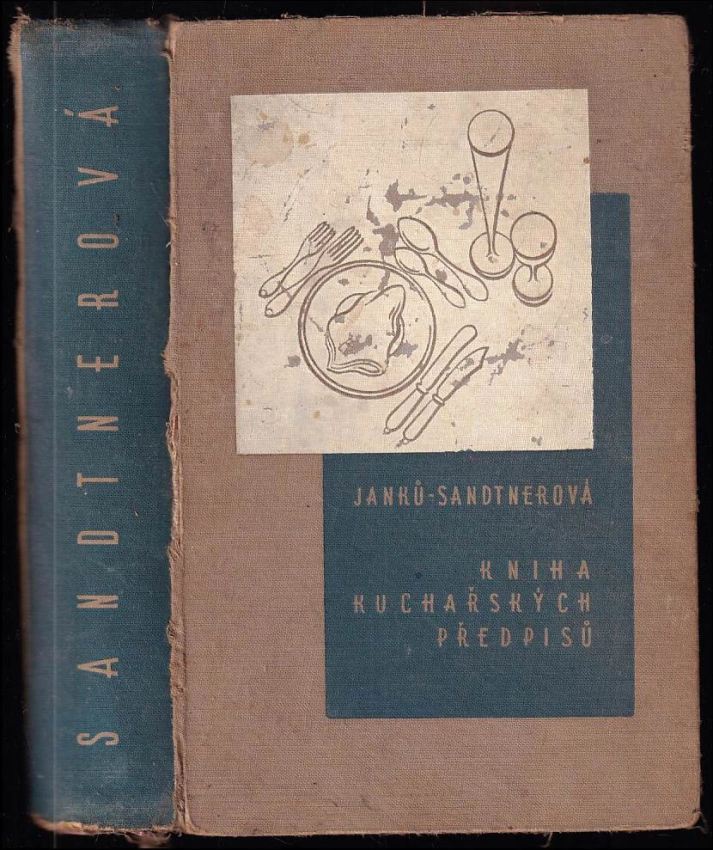 SANDTNEROVÁ
JANKŮ-SANDTNEROVÁ
KNIHA
KUCHAŘSKÝCH
PŘEDPISŮ